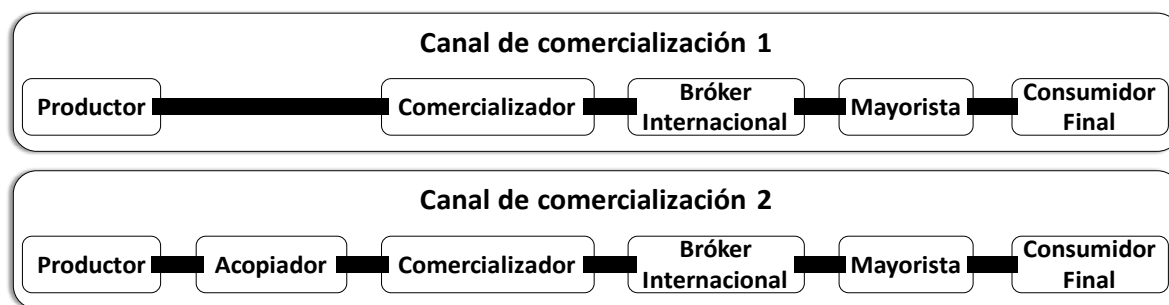 Canal de comercialización 1
Productor
Comercializador
Bróker
Internacional
Mayorista
Consumidor
Final
Canal de comercialización 2
Productor
Acopiador
Comercializador
Bróker
Internacional
Mayorista
Consumidor
Final